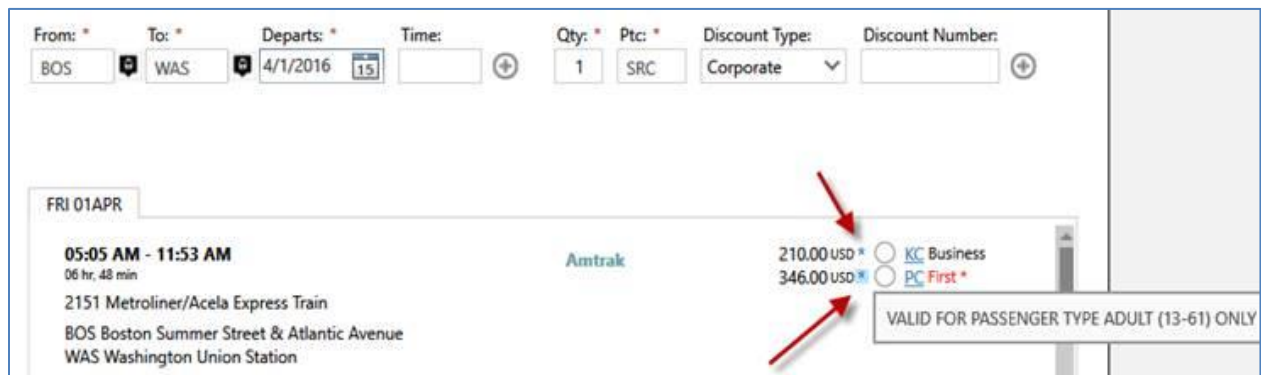 From: * To: * Departs: * Time: Qty: * Ptc: * Discount Type: Discount Number:
BOS WAS 4/1/2016 15 1 SRC Corporate
FRI 01APR
05:05 AM - 11:53 AM Amtrak 210.00 USD * KC Business
06 hr, 48 min 346.00 USD * PC First *
2151 Metroliner/Acela Express Train
VALID FOR PASSENGER TYPE ADULT (13-61) ONLY
BOS Boston Summer Street & Atlantic Avenue
WAS Washington Union Station